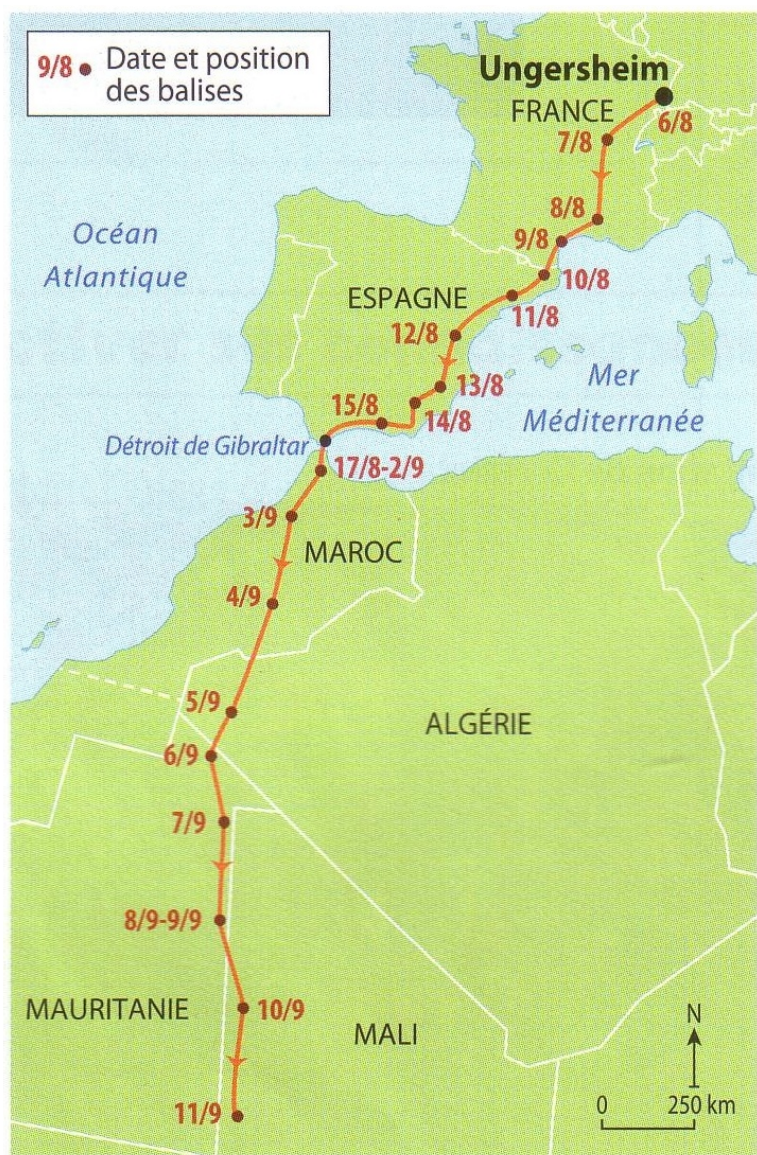 9/8 Date et position
des balises
Ungersheim
FRANCE
6/8
7/8
8/8
9/8
10/8
Océan
Atlantique
ESPAGNE
11/8
12/8
Mer
Méditerranée
13/8
15/8
14/8
Détroit de Gibraltar
17/8-2/9
3/9
MAROC
4/9
5/9
ALGÉRIE
6/9
7/9
8/9-9/9
MAURITANIE
10/9
MALI
N
11/9
0 250 km